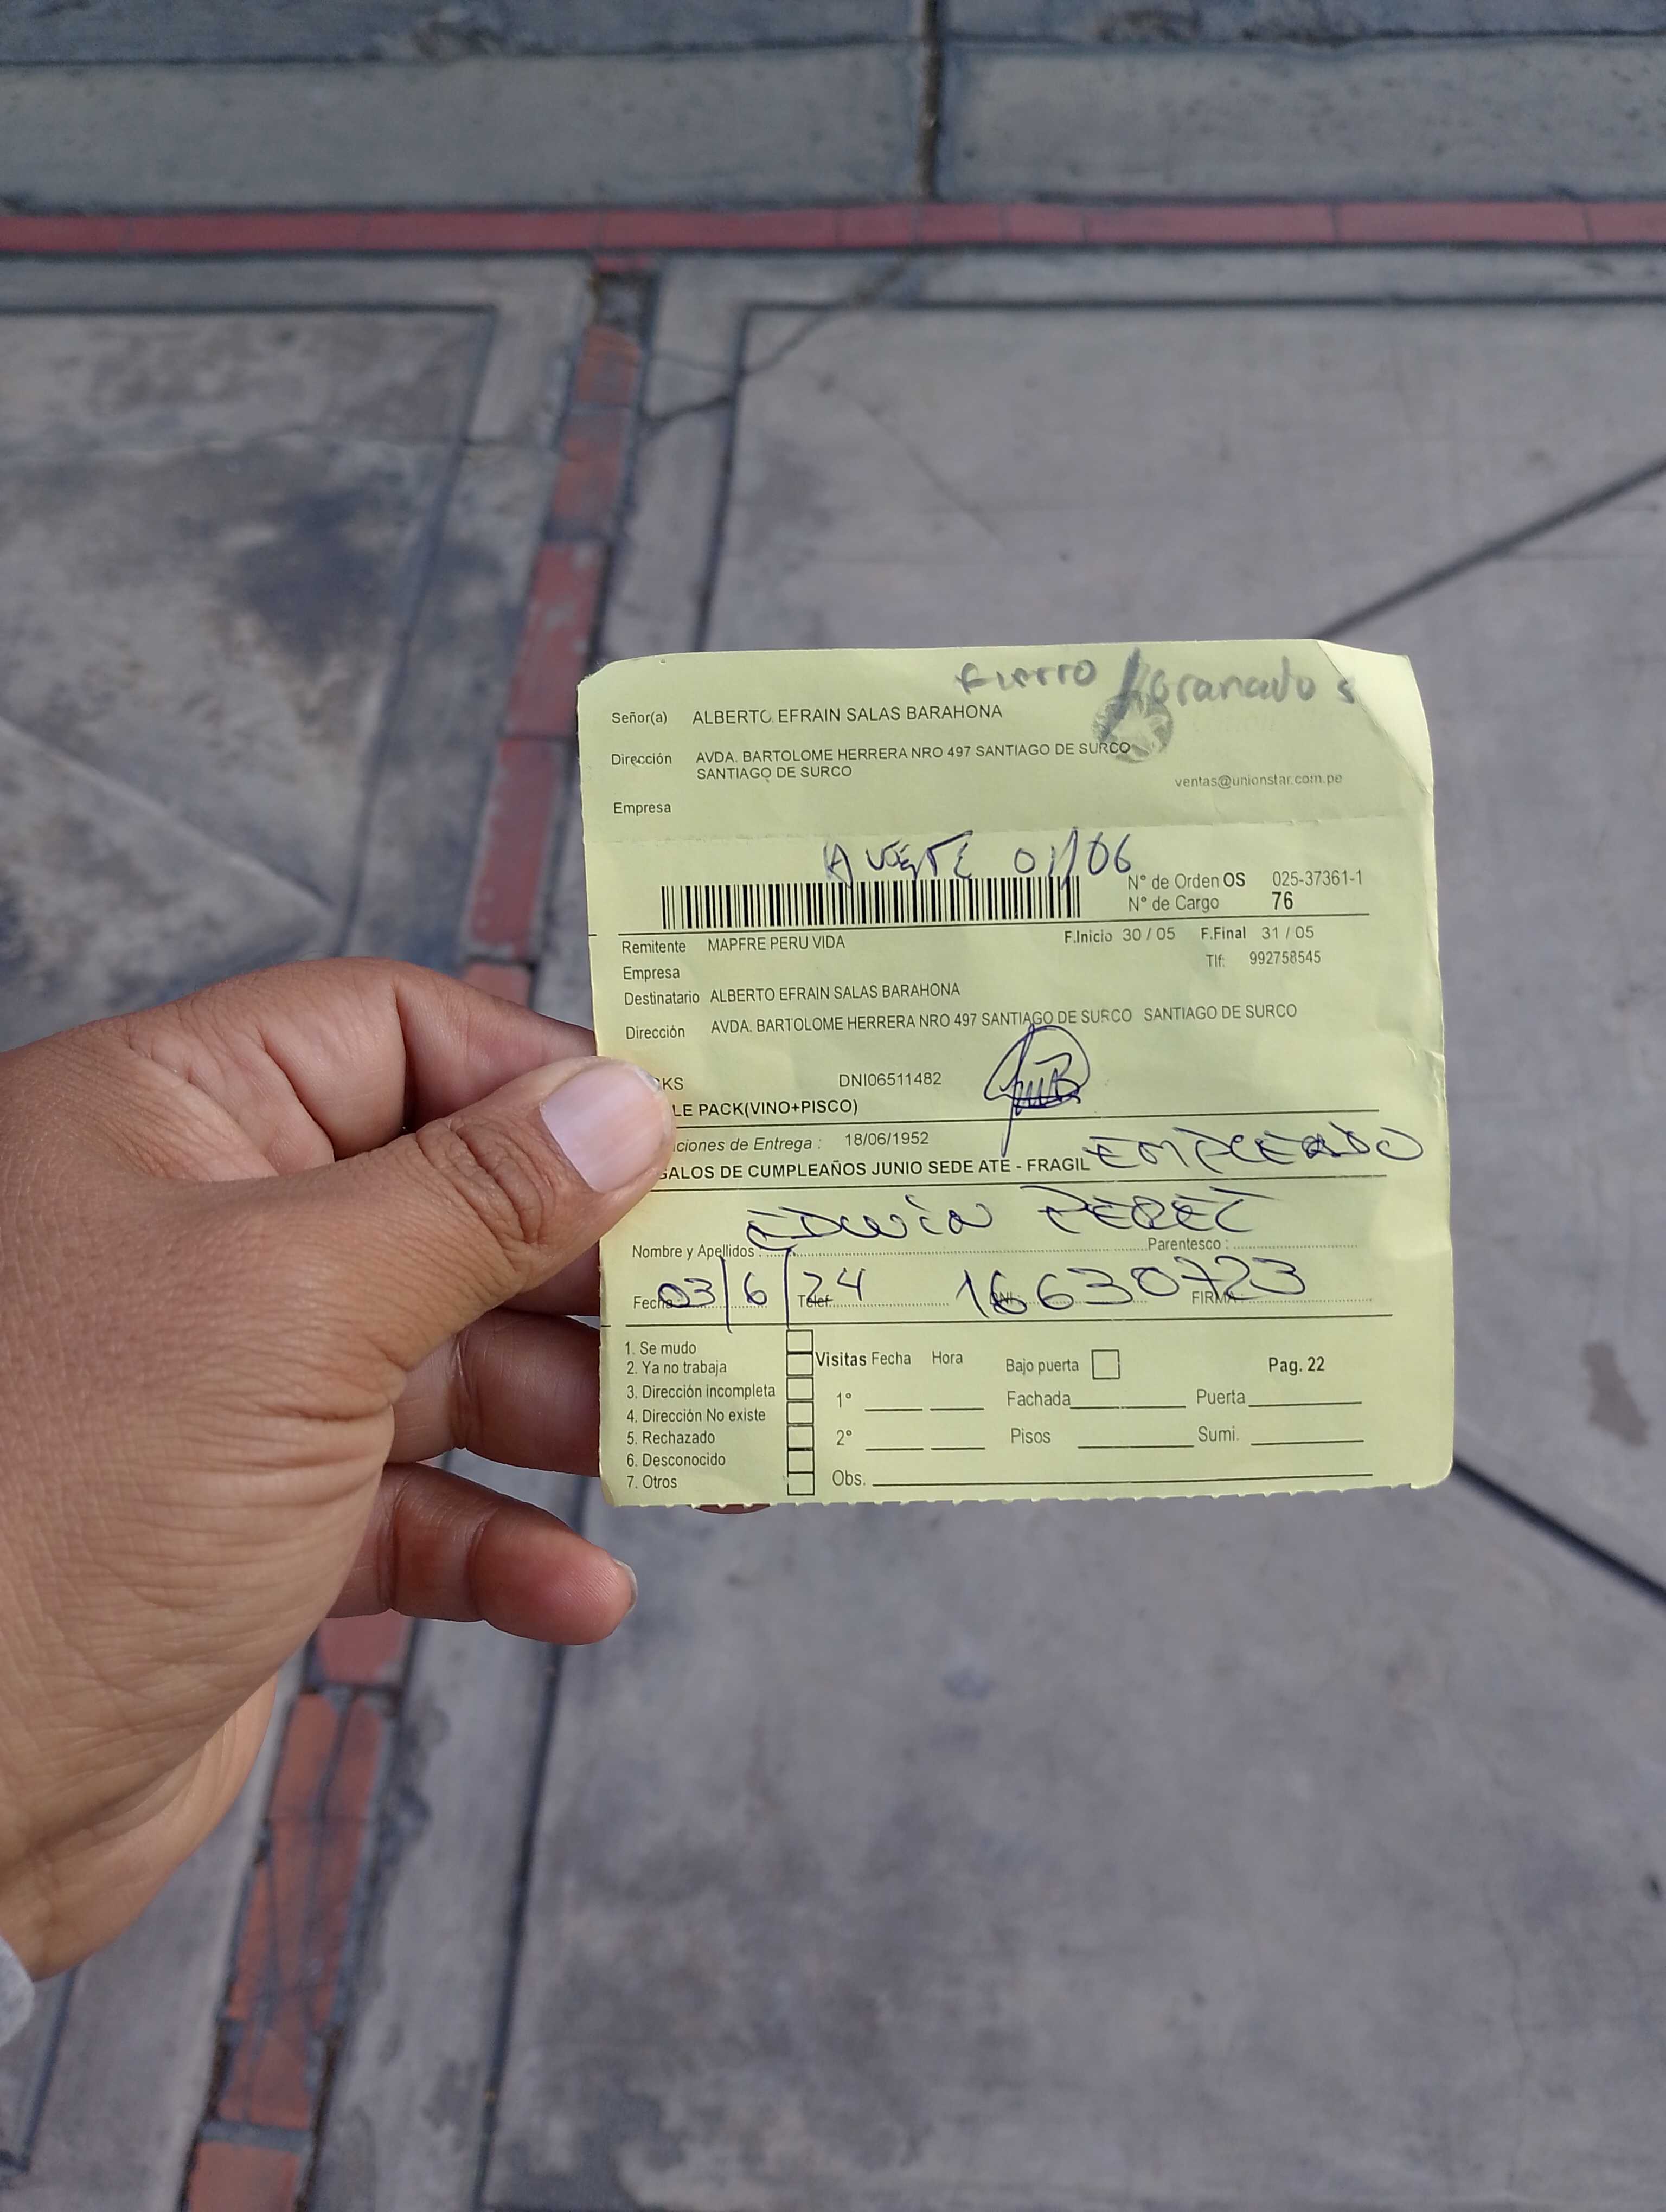 Fierro / Granados
Señor(a) ALBERTO EFRAIN SALAS BARAHONA
Dirección AVDA. BARTOLOME HERRERA NRO 497 SANTIAGO DE SURCO
SANTIAGO DE SURCO
ventas@unionstar.com.pe
Empresa
AUSENTE 01/06
N° de Orden OS 025-37361-1
N° de Cargo 76
Remitente MAPFRE PERU VIDA F.Inicio 30 / 05 F.Final 31 / 05
Empresa Tlf: 992758545
Destinatario ALBERTO EFRAIN SALAS BARAHONA
Dirección AVDA. BARTOLOME HERRERA NRO 497 SANTIAGO DE SURCO SANTIAGO DE SURCO
CKS DNI06511482
LE PACK(VINO+PISCO)
ciones de Entrega : 18/06/1952
GALOS DE CUMPLEAÑOS JUNIO SEDE ATE - FRAGIL EMPLEADO
EDWIN PEREZ
Nombre y Apellidos : Parentesco :
Fecha 03/6/24 Telef. DNI 16630723 FIRMA :
1. Se mudo
2. Ya no trabaja Visitas Fecha Hora Bajo puerta Pag. 22
3. Dirección incompleta 1° Fachada Puerta
4. Dirección No existe
5. Rechazado 2° Pisos Sumi.
6. Desconocido
7. Otros Obs.